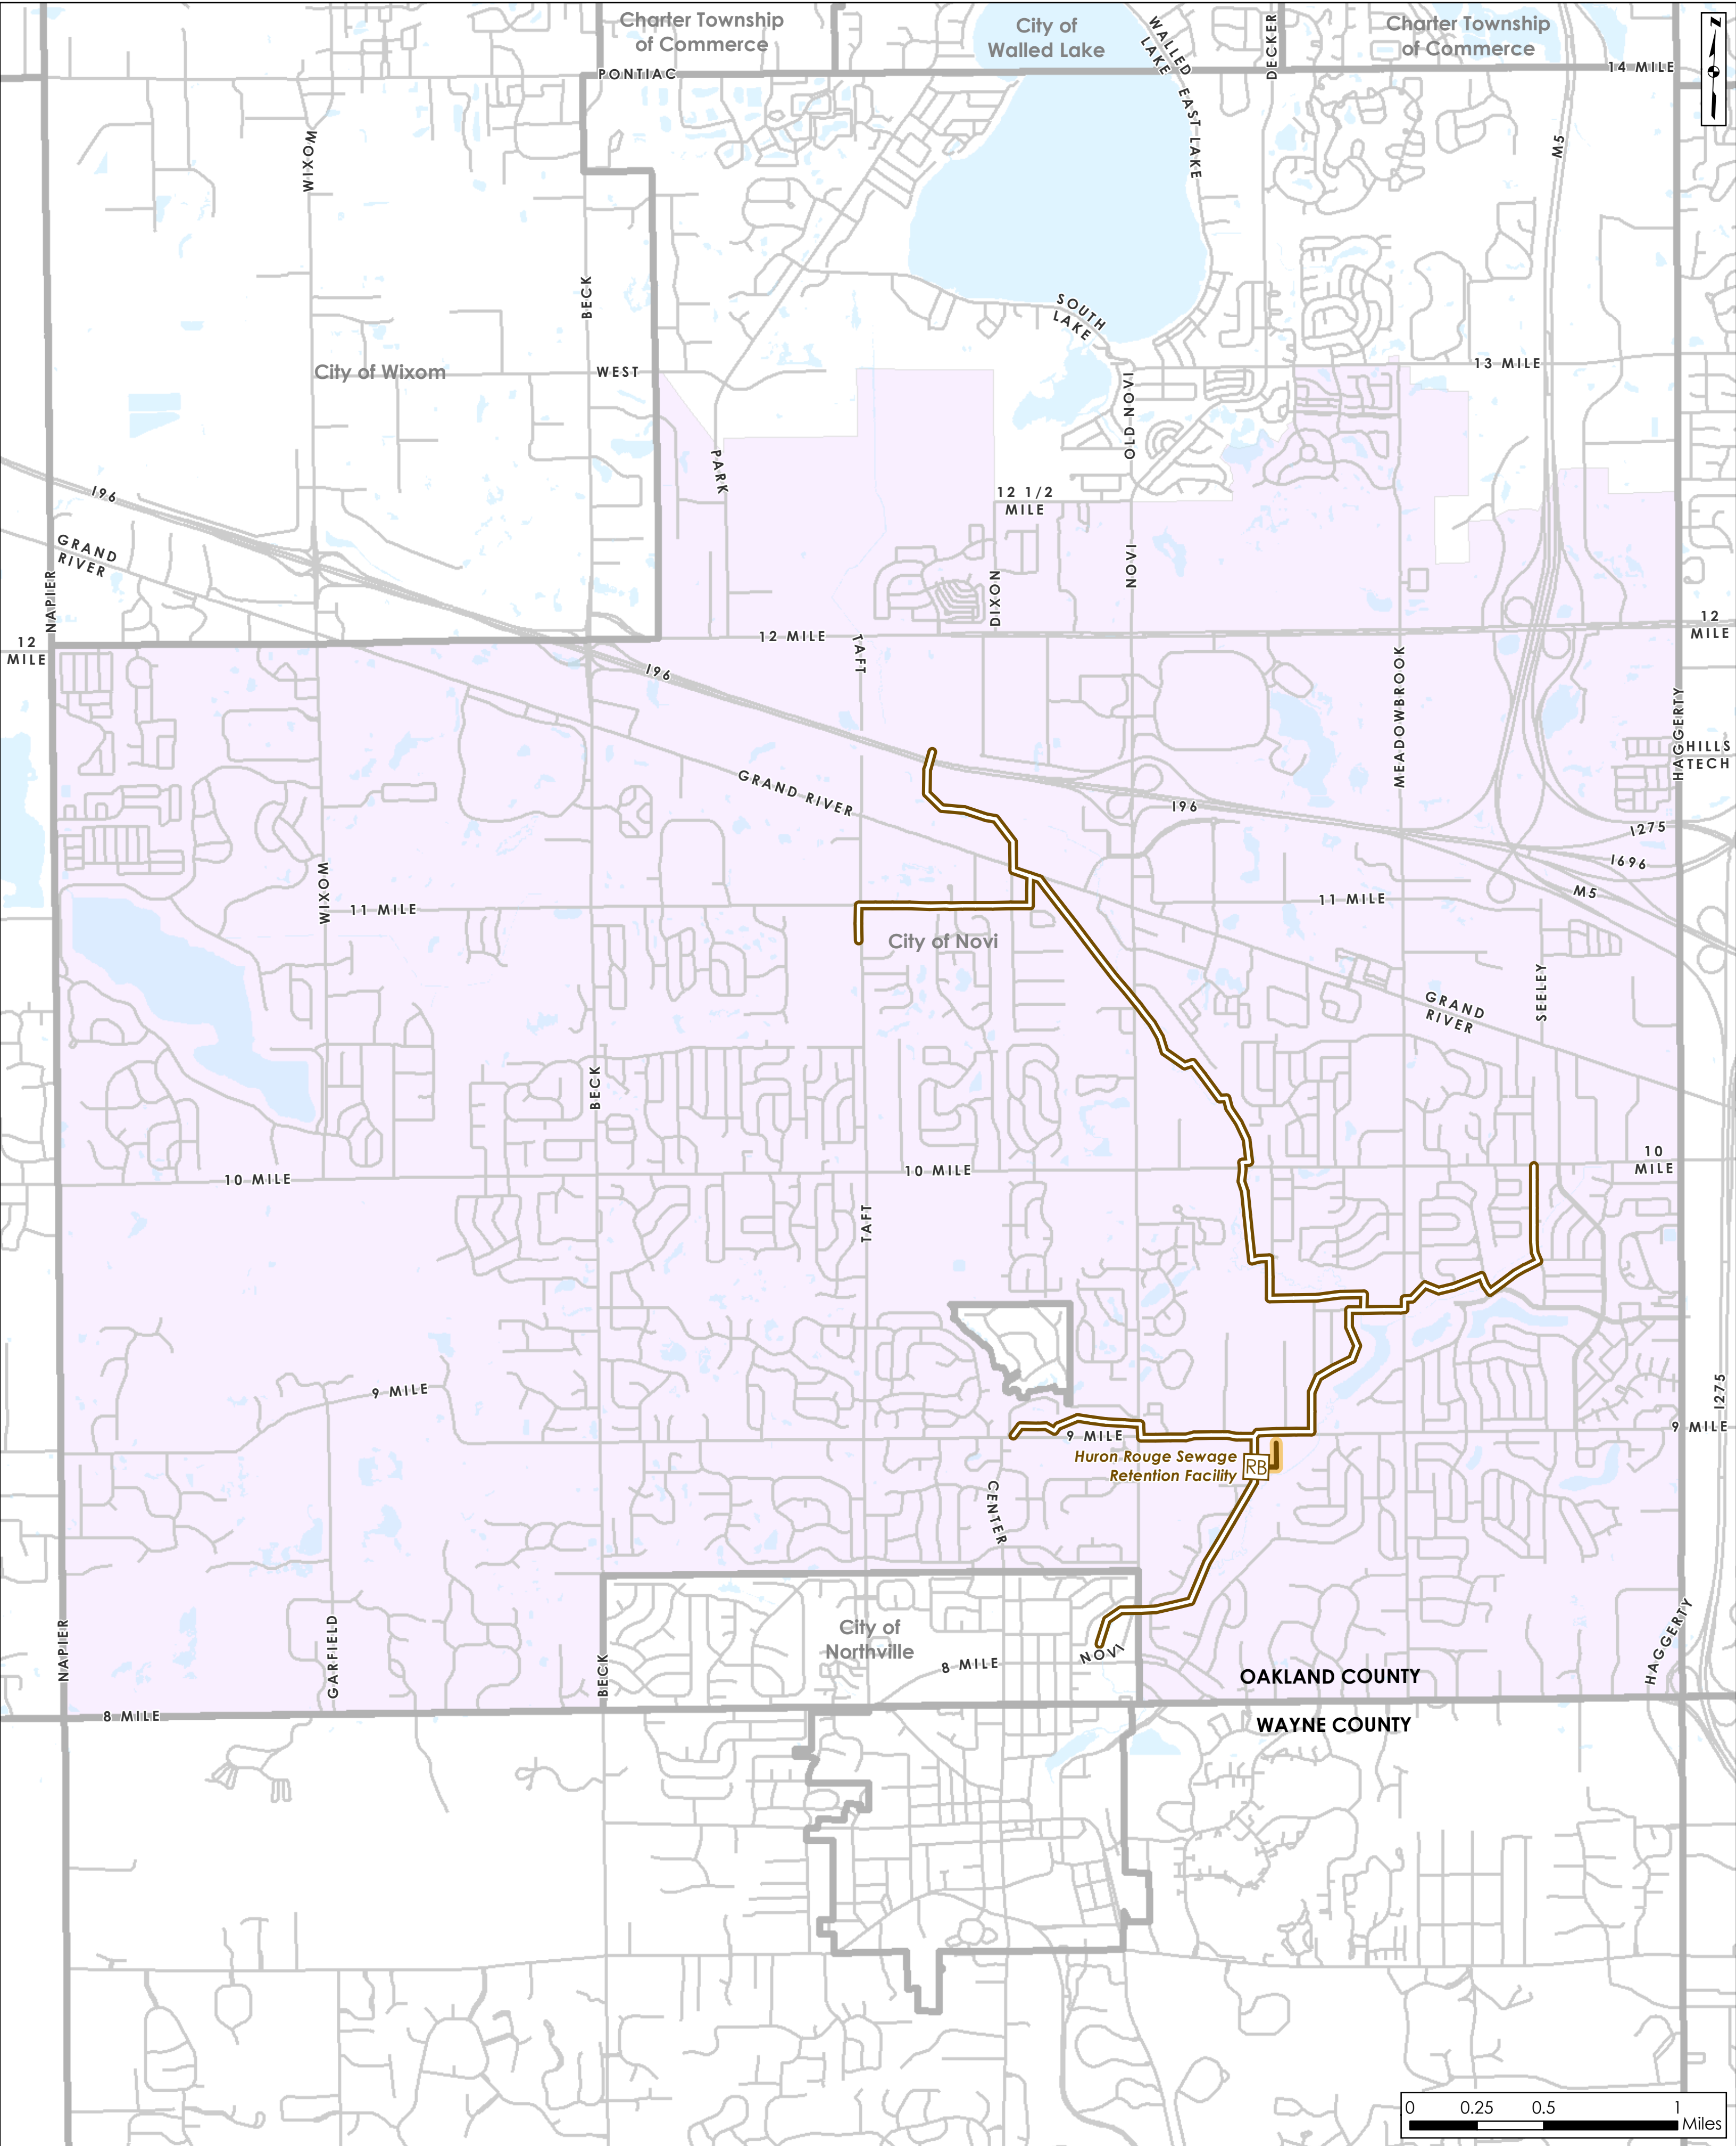 Charter Township
of Commerce
City of
Walled Lake
WALLED
LAKE
DECKER
Charter Township
of Commerce
N
PONTIAC
14 MILE
EAST LAKE
M5
WIXOM
BECK
SOUTH
LAKE
City of Wixom
WEST
13 MILE
OLD NOVI
PARK
I96
12 1/2
MILE
GRAND
RIVER
NAPIER
DIXON
NOVI
12
MILE
12 MILE
12
MILE
TAFT
I96
MEADOWBROOK
HAGGERTY
HILLS
TECH
GRAND RIVER
I96
I275
I696
M5
WIXOM
11 MILE
11 MILE
City of Novi
SEELEY
GRAND
RIVER
BECK
10 MILE
10 MILE
10
MILE
TAFT
9 MILE
I275
9 MILE
9 MILE
Huron Rouge Sewage
Retention Facility
RB
CENTER
NAPIER
GARFIELD
BECK
City of
Northville
8 MILE
NOVI
HAGGERTY
OAKLAND COUNTY
8 MILE
WAYNE COUNTY
0 0.25 0.5 1
Miles